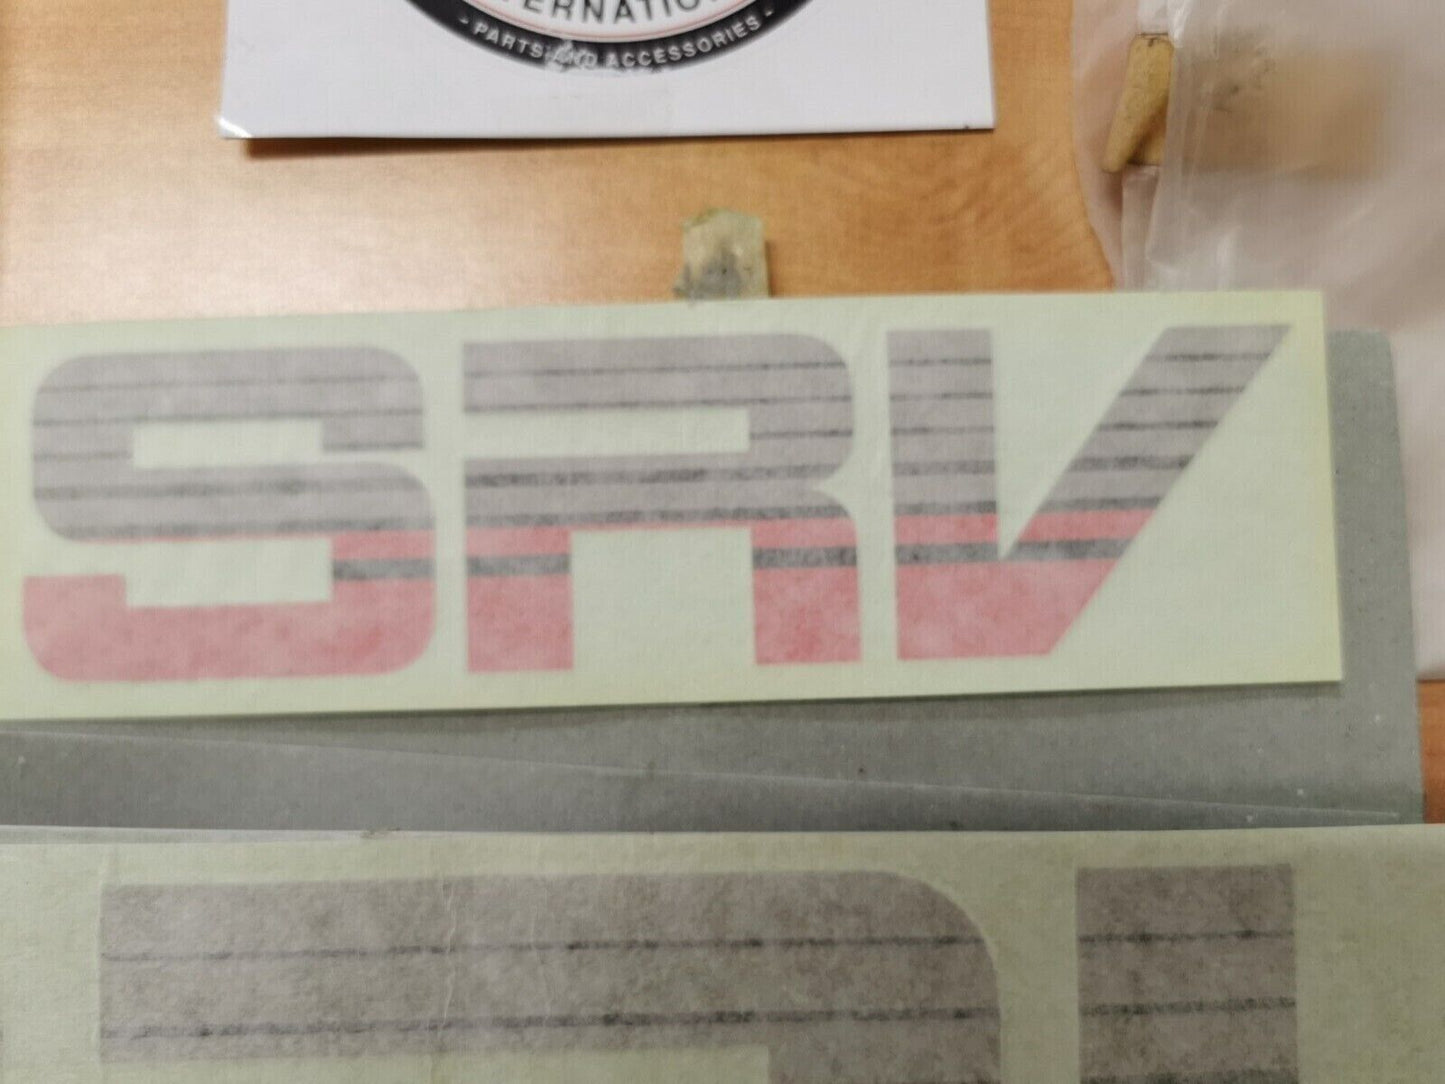 - PARTS AND ACCESSORIES -
SRV